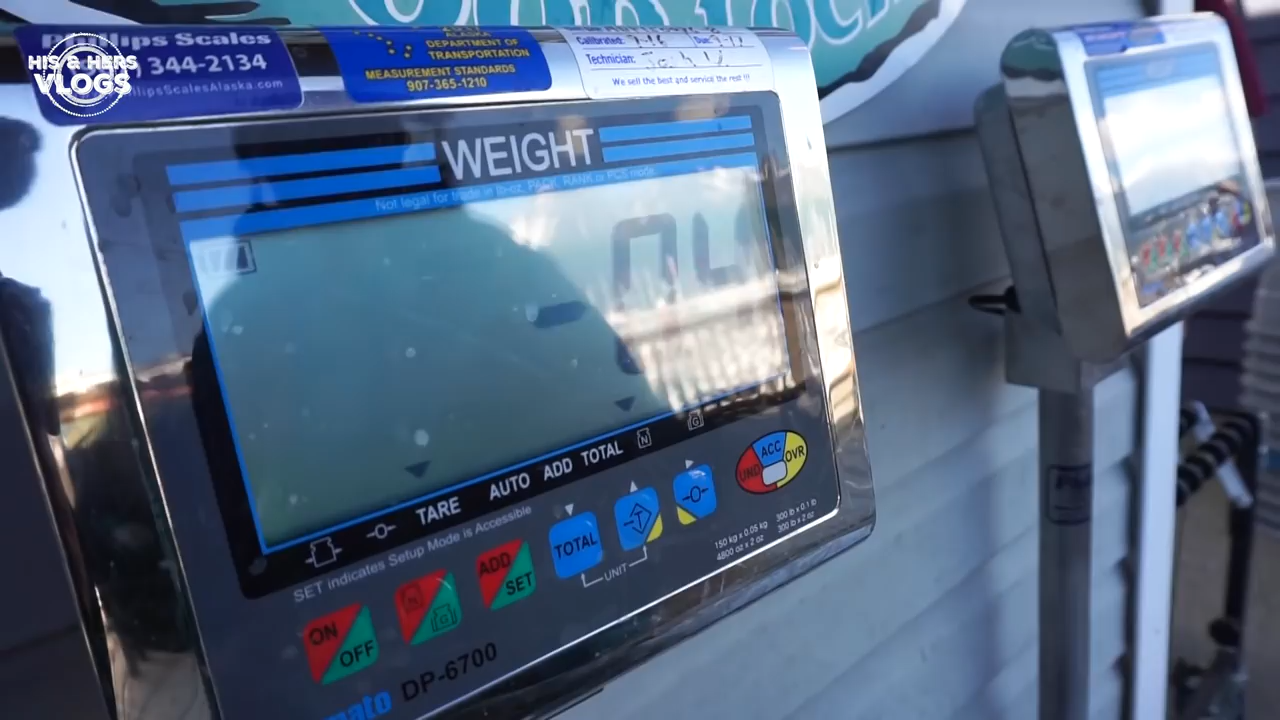 HIS & HERS
VLOGS
Phillips Scales
344-2134
PhillipsScalesAlaska.com
ALASKA
DEPARTMENT OF
TRANSPORTATION
MEASUREMENT STANDARDS
907-365-1210
Calibrated:
Due:
Technician:
We sell the best and service the rest !!!
WEIGHT
Not legal for trade in lb-oz, PACK, RANK or PCS mode.
TARE AUTO ADD TOTAL N G
SET indicates Setup Mode is Accessible
ON
OFF
N
G
ADD
SET
TOTAL
UNIT
UND ACC OVR
150 kg x 0.05 kg 300 lb x 0.1 lb
4800 oz x 2 oz 300 lb x 2 oz
DP-6700